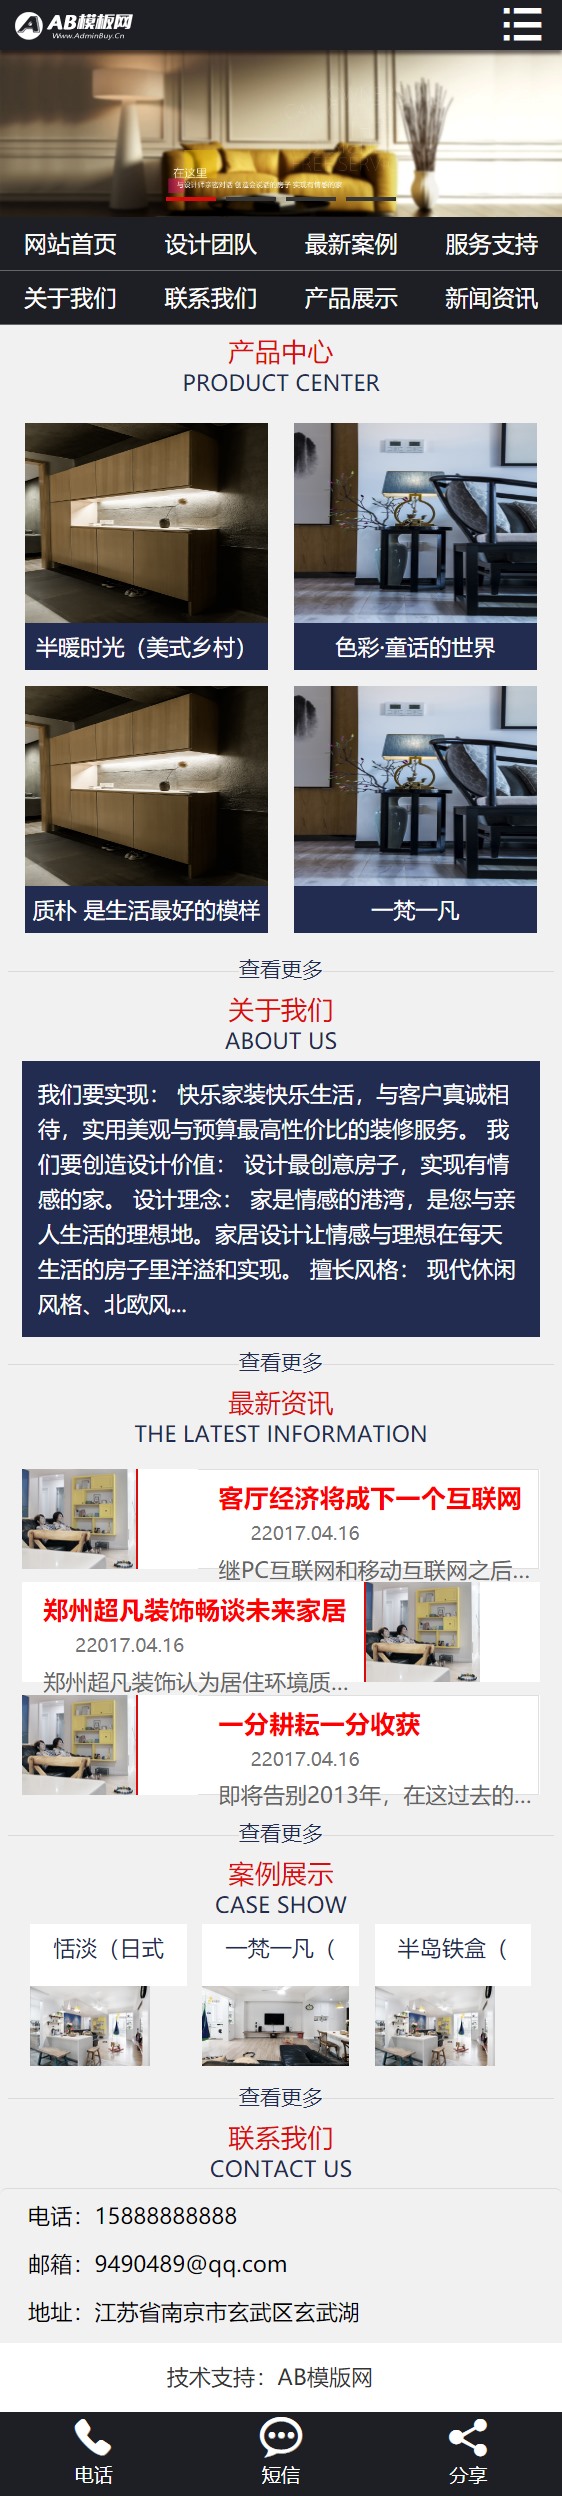 AB模板网
Www.AdminBuy.Cn
在这里
网站首页 设计团队 最新案例 服务支持
关于我们 联系我们 产品展示 新闻资讯
产品中心
PRODUCT CENTER
半暖时光（美式乡村） 色彩·童话的世界
质朴 是生活最好的模样 一梵一凡
查看更多
关于我们
ABOUT US
我们要实现： 快乐家装快乐生活，与客户真诚相
待，实用美观与预算最高性价比的装修服务。 我
们要创造设计价值： 设计最创意房子，实现有情
感的家。 设计理念： 家是情感的港湾，是您与亲
人生活的理想地。家居设计让情感与理想在每天
生活的房子里洋溢和实现。 擅长风格： 现代休闲
风格、北欧风...
查看更多
最新资讯
THE LATEST INFORMATION
客厅经济将成下一个互联网
22017.04.16
继PC互联网和移动互联网之后...
郑州超凡装饰畅谈未来家居
22017.04.16
郑州超凡装饰认为居住环境质...
一分耕耘一分收获
22017.04.16
即将告别2013年，在这过去的...
查看更多
案例展示
CASE SHOW
恬淡（日式 一梵一凡（ 半岛铁盒（
查看更多
联系我们
CONTACT US
电话：15888888888
邮箱：9490489@qq.com
地址：江苏省南京市玄武区玄武湖
技术支持：AB模版网
电话 短信 分享